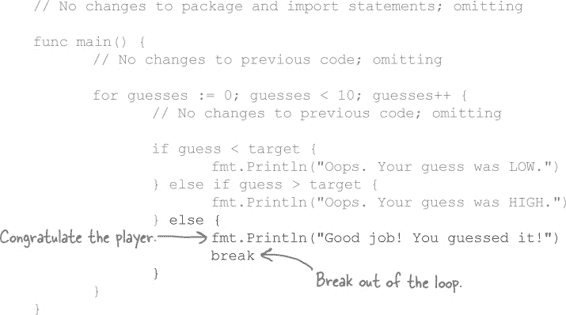 // No changes to package and import statements; omitting
func main() {
// No changes to previous code; omitting
for guesses := 0; guesses < 10; guesses++ {
// No changes to previous code; omitting
if guess < target {
fmt.Println("Oops. Your guess was LOW.")
} else if guess > target {
fmt.Println("Oops. Your guess was HIGH.")
} else {
Congratulate the player. fmt.Println("Good job! You guessed it!")
break
Break out of the loop.
}
}
}